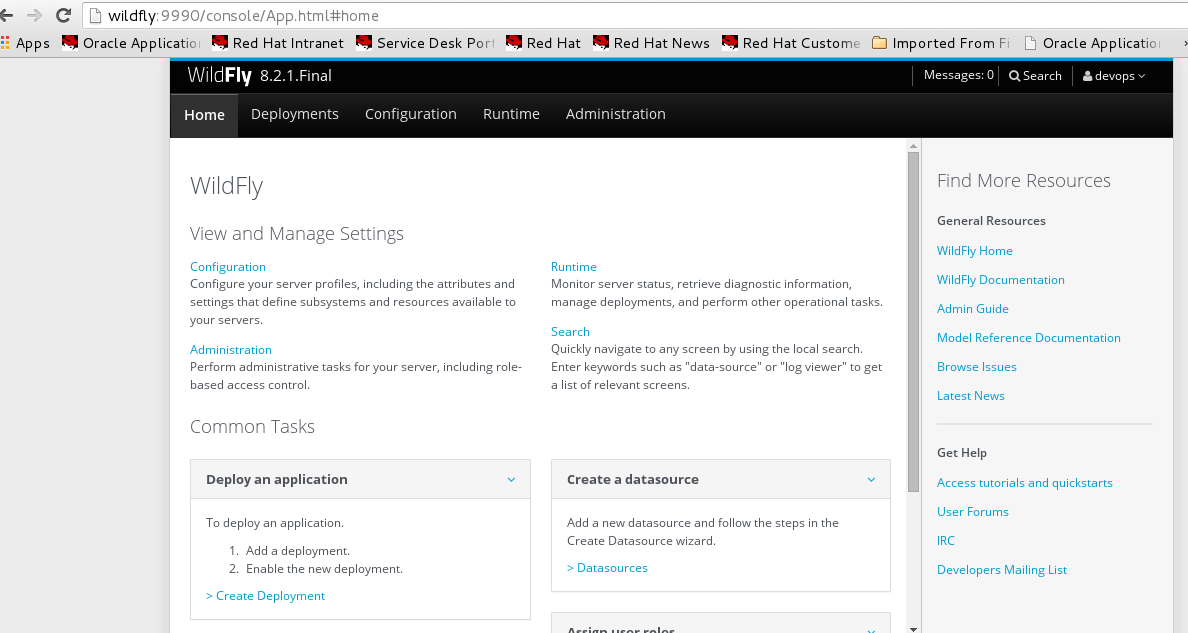 wildfly:9990/console/App.html#home
Apps Oracle Applicatio Red Hat Intranet Service Desk Port Red Hat Red Hat News Red Hat Custome Imported From Fi Oracle Applicatio
WildFly 8.2.1.Final Messages: 0 Search devops
Home Deployments Configuration Runtime Administration
WildFly
View and Manage Settings
Configuration
Configure your server profiles, including the attributes and
settings that define subsystems and resources available to
your servers.
Administration
Perform administrative tasks for your server, including role-
based access control.
Runtime
Monitor server status, retrieve diagnostic information,
manage deployments, and perform other operational tasks.
Search
Quickly navigate to any screen by using the local search.
Enter keywords such as "data-source" or "log viewer" to get
a list of relevant screens.
Common Tasks
Deploy an application
To deploy an application.
1. Add a deployment.
2. Enable the new deployment.
> Create Deployment
Create a datasource
Add a new datasource and follow the steps in the
Create Datasource wizard.
> Datasources
Assign user roles
Find More Resources
General Resources
WildFly Home
WildFly Documentation
Admin Guide
Model Reference Documentation
Browse Issues
Latest News
Get Help
Access tutorials and quickstarts
User Forums
IRC
Developers Mailing List